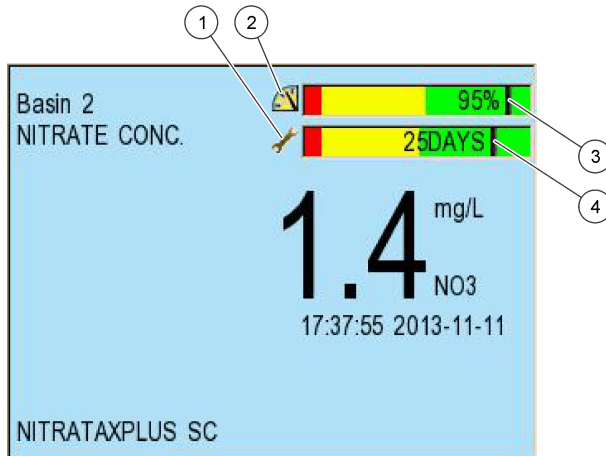 1
2
Basin 2
95%
NITRATE CONC.
25DAYS
3
4
1.4
mg/L
NO3
17:37:55 2013-11-11
NITRATAXPLUS SC